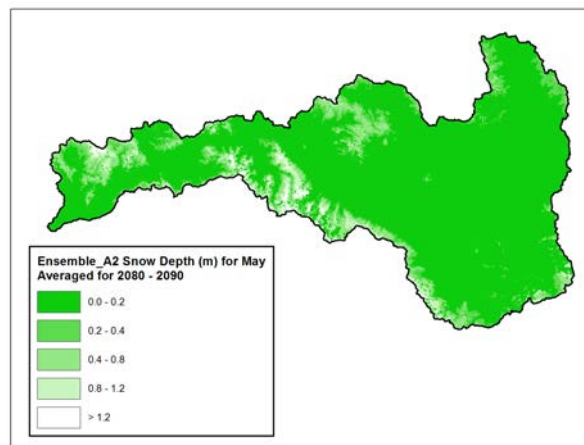 Ensemble_A2 Snow Depth (m) for May
Averaged for 2080 - 2090
0.0 - 0.2
0.2 - 0.4
0.4 - 0.8
0.8 - 1.2
> 1.2